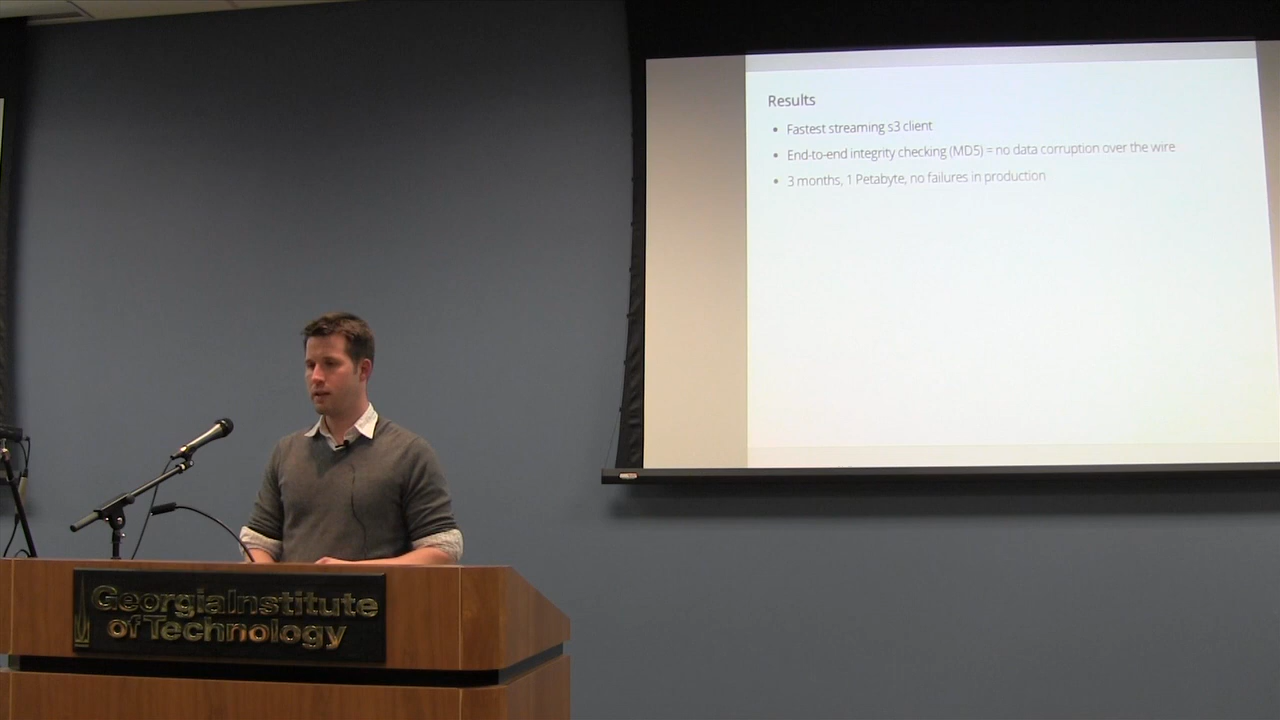 Results
• Fastest streaming s3 client
• End-to-end integrity checking (MD5) = no data corruption over the wire
• 3 months, 1 Petabyte, no failures in production
Georgia Institute
of Technology